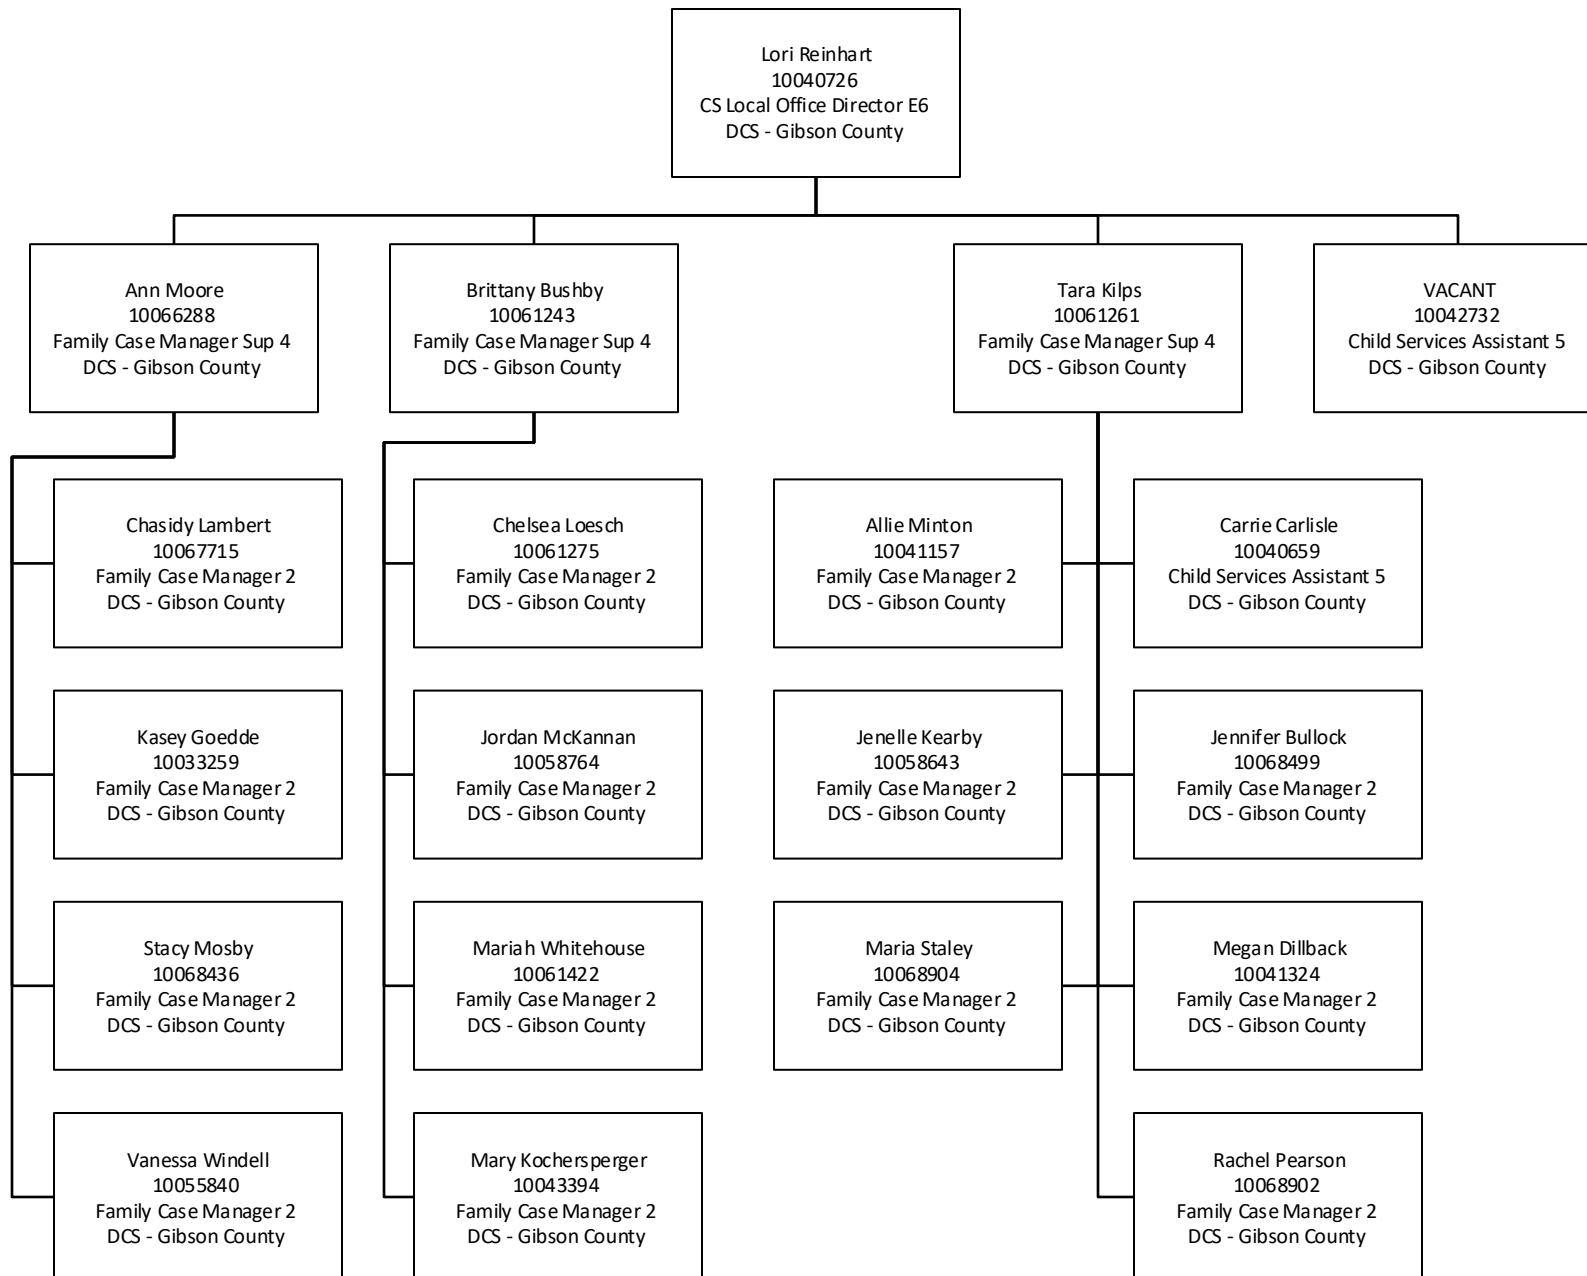 Lori Reinhart
10040726
CS Local Office Director E6
DCS - Gibson County
Ann Moore
10066288
Family Case Manager Sup 4
DCS - Gibson County
Brittany Bushby
10061243
Family Case Manager Sup 4
DCS - Gibson County
Tara Kilps
10061261
Family Case Manager Sup 4
DCS - Gibson County
VACANT
10042732
Child Services Assistant 5
DCS - Gibson County
Chasidy Lambert
10067715
Family Case Manager 2
DCS - Gibson County
Chelsea Loesch
10061275
Family Case Manager 2
DCS - Gibson County
Allie Minton
10041157
Family Case Manager 2
DCS - Gibson County
Carrie Carlisle
10040659
Child Services Assistant 5
DCS - Gibson County
Kasey Goedde
10033259
Family Case Manager 2
DCS - Gibson County
Jordan McKannan
10058764
Family Case Manager 2
DCS - Gibson County
Jenelle Kearby
10058643
Family Case Manager 2
DCS - Gibson County
Jennifer Bullock
10068499
Family Case Manager 2
DCS - Gibson County
Stacy Mosby
10068436
Family Case Manager 2
DCS - Gibson County
Mariah Whitehouse
10061422
Family Case Manager 2
DCS - Gibson County
Maria Staley
10068904
Family Case Manager 2
DCS - Gibson County
Megan Dillback
10041324
Family Case Manager 2
DCS - Gibson County
Vanessa Windell
10055840
Family Case Manager 2
DCS - Gibson County
Mary Kochersperger
10043394
Family Case Manager 2
DCS - Gibson County
Rachel Pearson
10068902
Family Case Manager 2
DCS - Gibson County